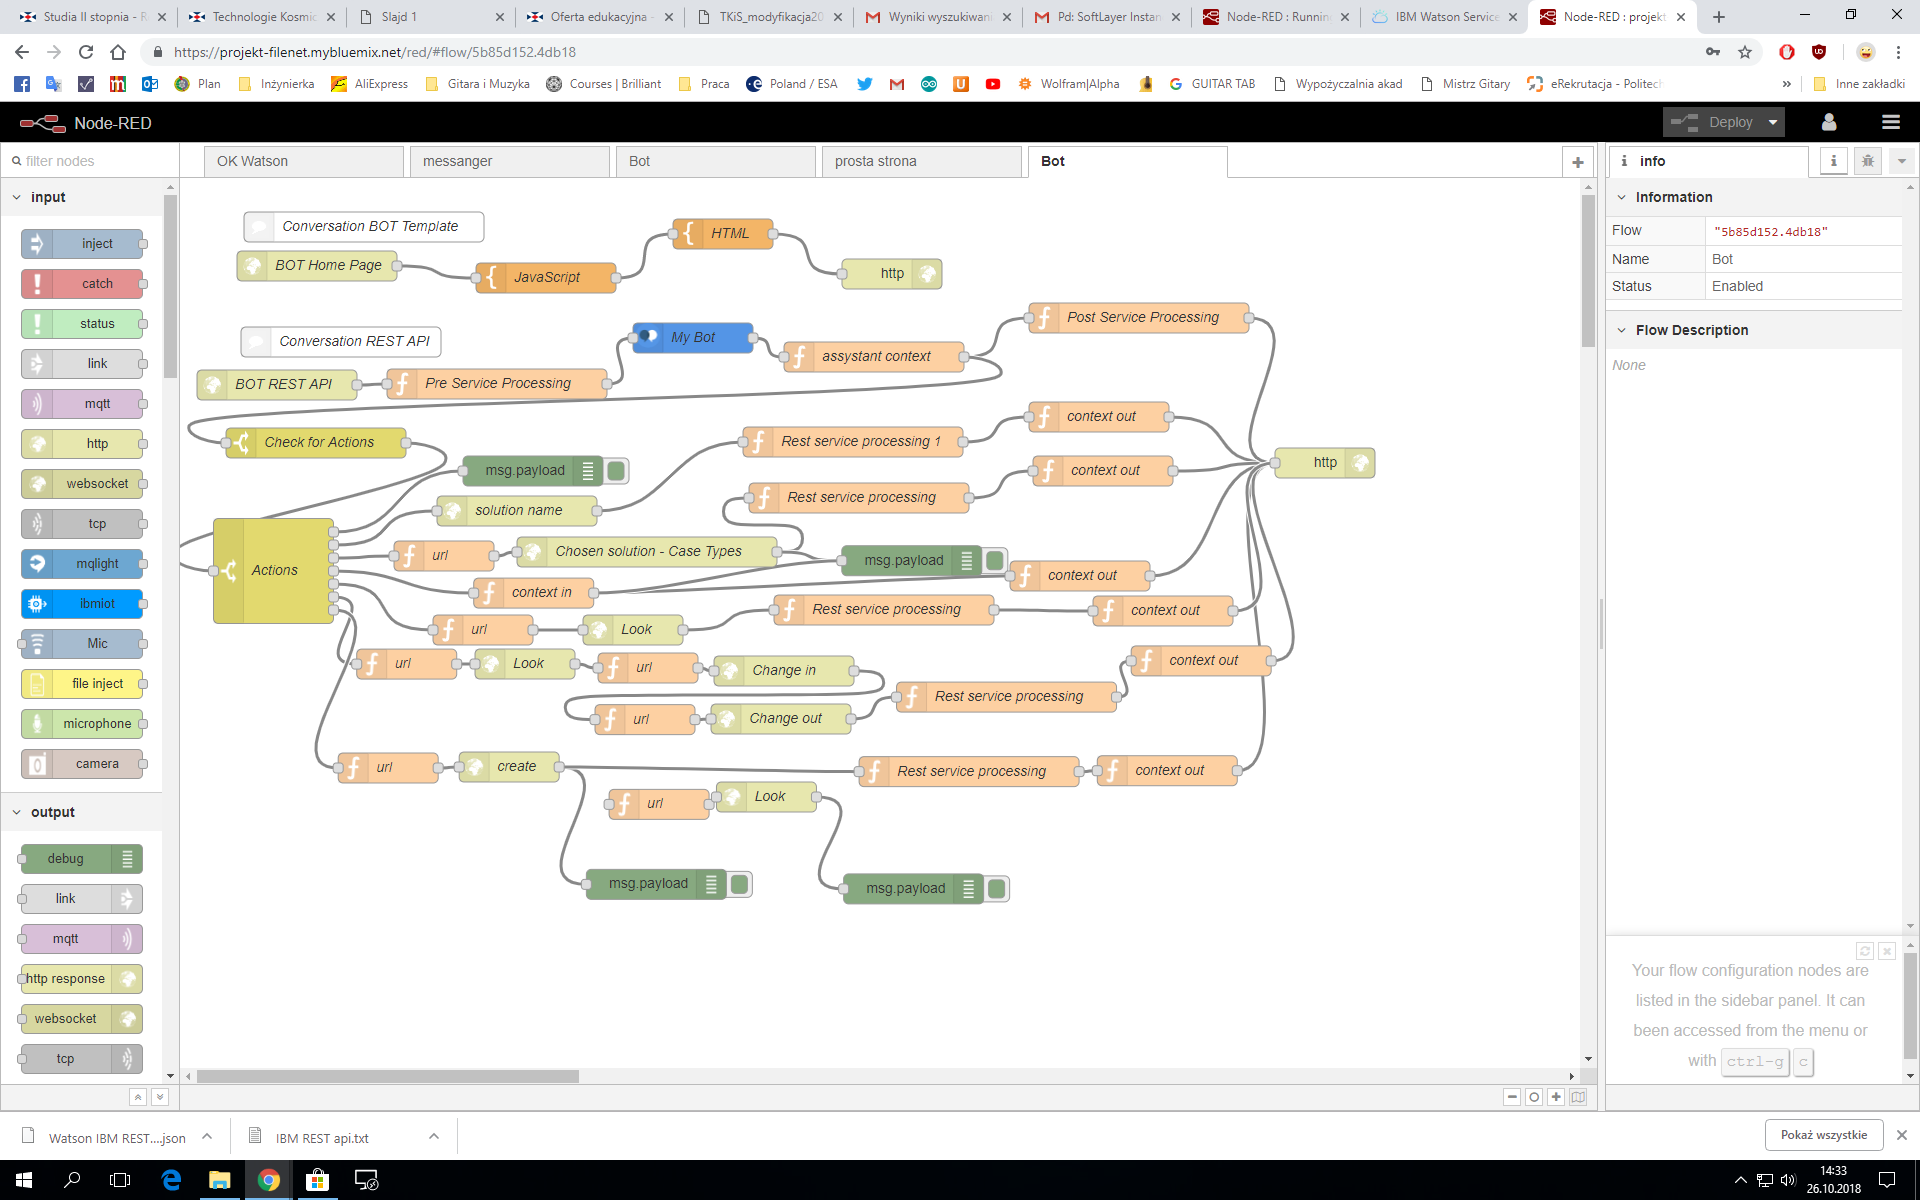 Studia II stopnia - R
Technologie Kosmic
Slajd 1
Oferta edukacyjna -
TKiS_modyfikacja20
Wyniki wyszukiwani
Pd: SoftLayer Instan
Node-RED : Runnin
IBM Watson Service
Node-RED : projekt
https://projekt-filenet.mybluemix.net/red/#flow/5b85d152.4db18
Plan
Inżynierka
AliExpress
Gitara i Muzyka
Courses | Brilliant
Praca
Poland / ESA
Wolfram|Alpha
GUITAR TAB
Wypożyczalnia akad
Mistrz Gitary
eRekrutacja - Politech
Inne zakładki
Node-RED
Deploy
filter nodes
OK Watson
messanger
Bot
prosta strona
Bot
info
input
inject
catch
status
link
mqtt
http
websocket
tcp
mqlight
ibmiot
Mic
file inject
microphone
camera
output
debug
link
mqtt
http response
websocket
tcp
Conversation BOT Template
BOT Home Page
JavaScript
HTML
http
Conversation REST API
BOT REST API
Pre Service Processing
My Bot
assystant context
Post Service Processing
Check for Actions
msg.payload
Rest service processing 1
context out
http
solution name
Rest service processing
context out
Actions
url
Chosen solution - Case Types
msg.payload
context out
context in
Rest service processing
context out
url
Look
url
Look
url
Change in
context out
Rest service processing
url
Change out
url
create
Rest service processing
context out
url
Look
msg.payload
msg.payload
Information
Flow
"5b85d152.4db18"
Name
Bot
Status
Enabled
Flow Description
None
Your flow configuration nodes are
listed in the sidebar panel. It can
been accessed from the menu or
with ctrl-g c
Watson IBM REST....json
IBM REST api.txt
Pokaż wszystkie
14:33
26.10.2018